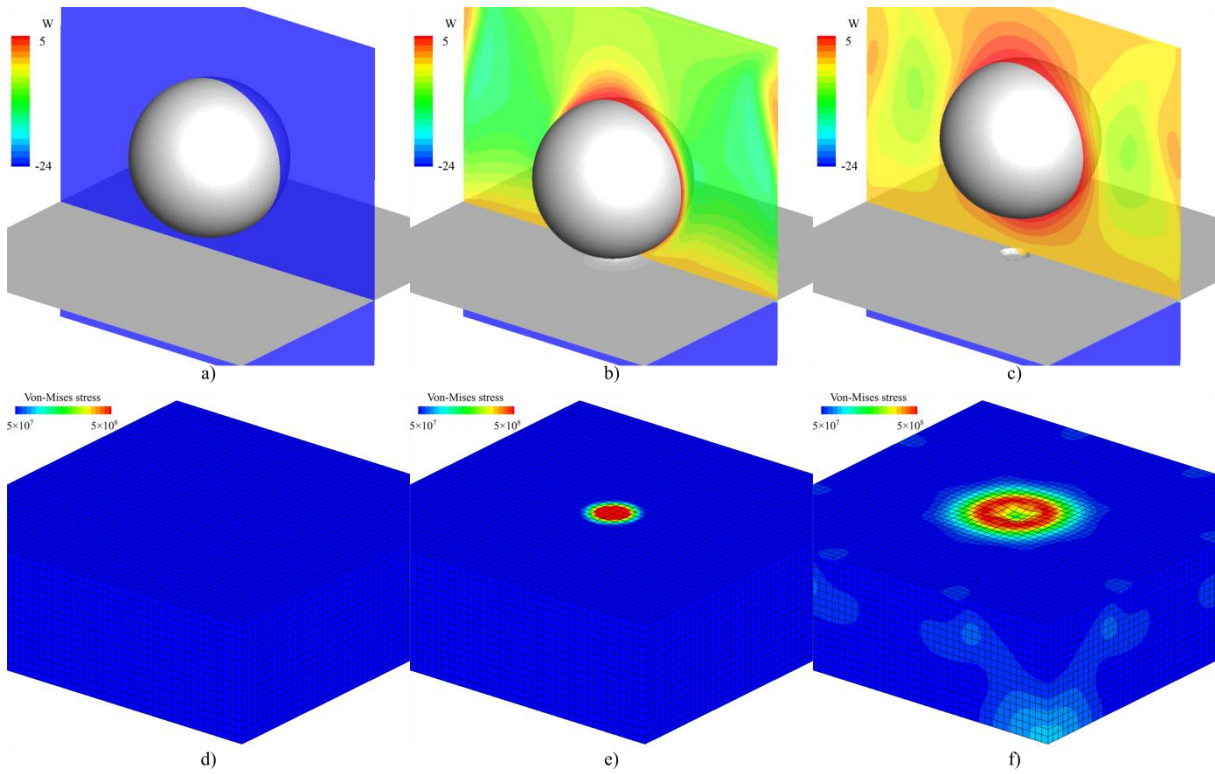 W
5
-24
W
5
-24
W
5
-24
a)
b)
c)
Von-Mises stress
5×10⁷
5×10⁸
Von-Mises stress
5×10⁷
5×10⁸
Von-Mises stress
5×10⁷
5×10⁸
d)
e)
f)